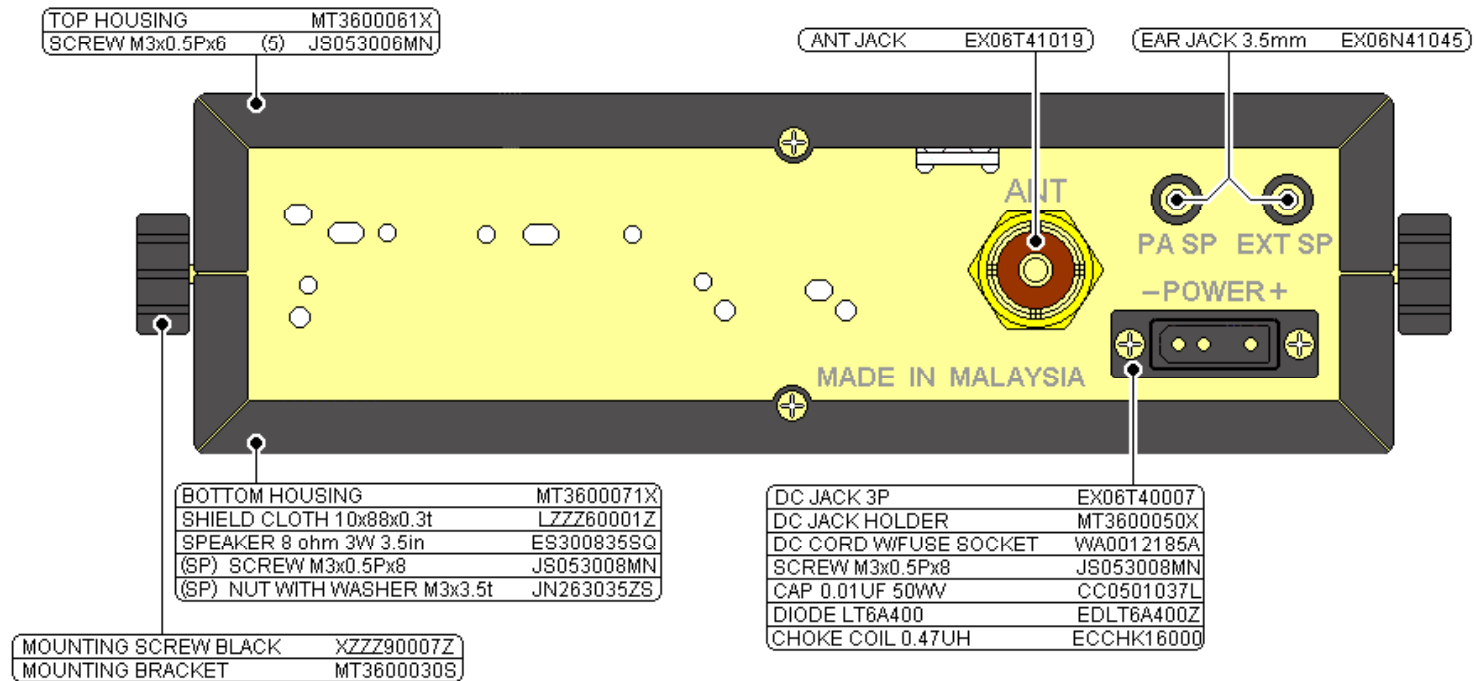 TOP HOUSING MT3600061X
SCREW M3x0.5Px6 (5) JS053006MN
ANT JACK EX06T41019
EAR JACK 3.5mm EX06N41045
ANT
PA SP EXT SP
−POWER+
MADE IN MALAYSIA
BOTTOM HOUSING MT3600071X
SHIELD CLOTH 10x88x0.3t LZZZ60001Z
SPEAKER 8 ohm 3W 3.5in ES300835SQ
(SP) SCREW M3x0.5Px8 JS053008MN
(SP) NUT WITH WASHER M3x3.5t JN263035ZS
DC JACK 3P EX06T40007
DC JACK HOLDER MT3600050X
DC CORD W/FUSE SOCKET WA0012185A
SCREW M3x0.5Px8 JS053008MN
CAP 0.01UF 50WV CC0501037L
DIODE LT6A400 EDLT6A400Z
CHOKE COIL 0.47UH ECCHK16000
MOUNTING SCREW BLACK XZZZ90007Z
MOUNTING BRACKET MT3600030S